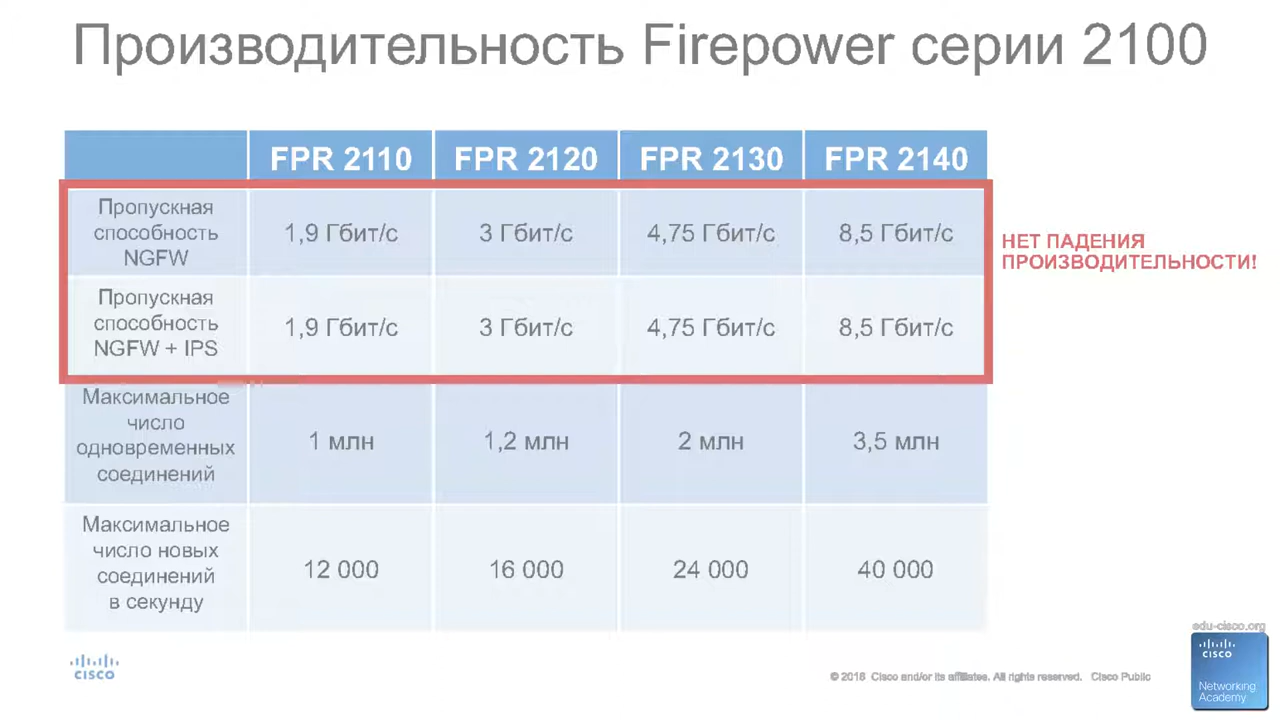 Производительность Firepower серии 2100
FPR 2110 FPR 2120 FPR 2130 FPR 2140
Пропускная
способность
NGFW
1,9 Гбит/с 3 Гбит/с 4,75 Гбит/с 8,5 Гбит/с
НЕТ ПАДЕНИЯ
ПРОИЗВОДИТЕЛЬНОСТИ!
Пропускная
способность
NGFW + IPS
1,9 Гбит/с 3 Гбит/с 4,75 Гбит/с 8,5 Гбит/с
Максимальное
число
одновременных
соединений
1 млн 1,2 млн 2 млн 3,5 млн
Максимальное
число новых
соединений
в секунду
12 000 16 000 24 000 40 000
edu-cisco.org
CISCO
© 2016 Cisco and/or its affiliates. All rights reserved. Cisco Public
CISCO
Networking
Academy